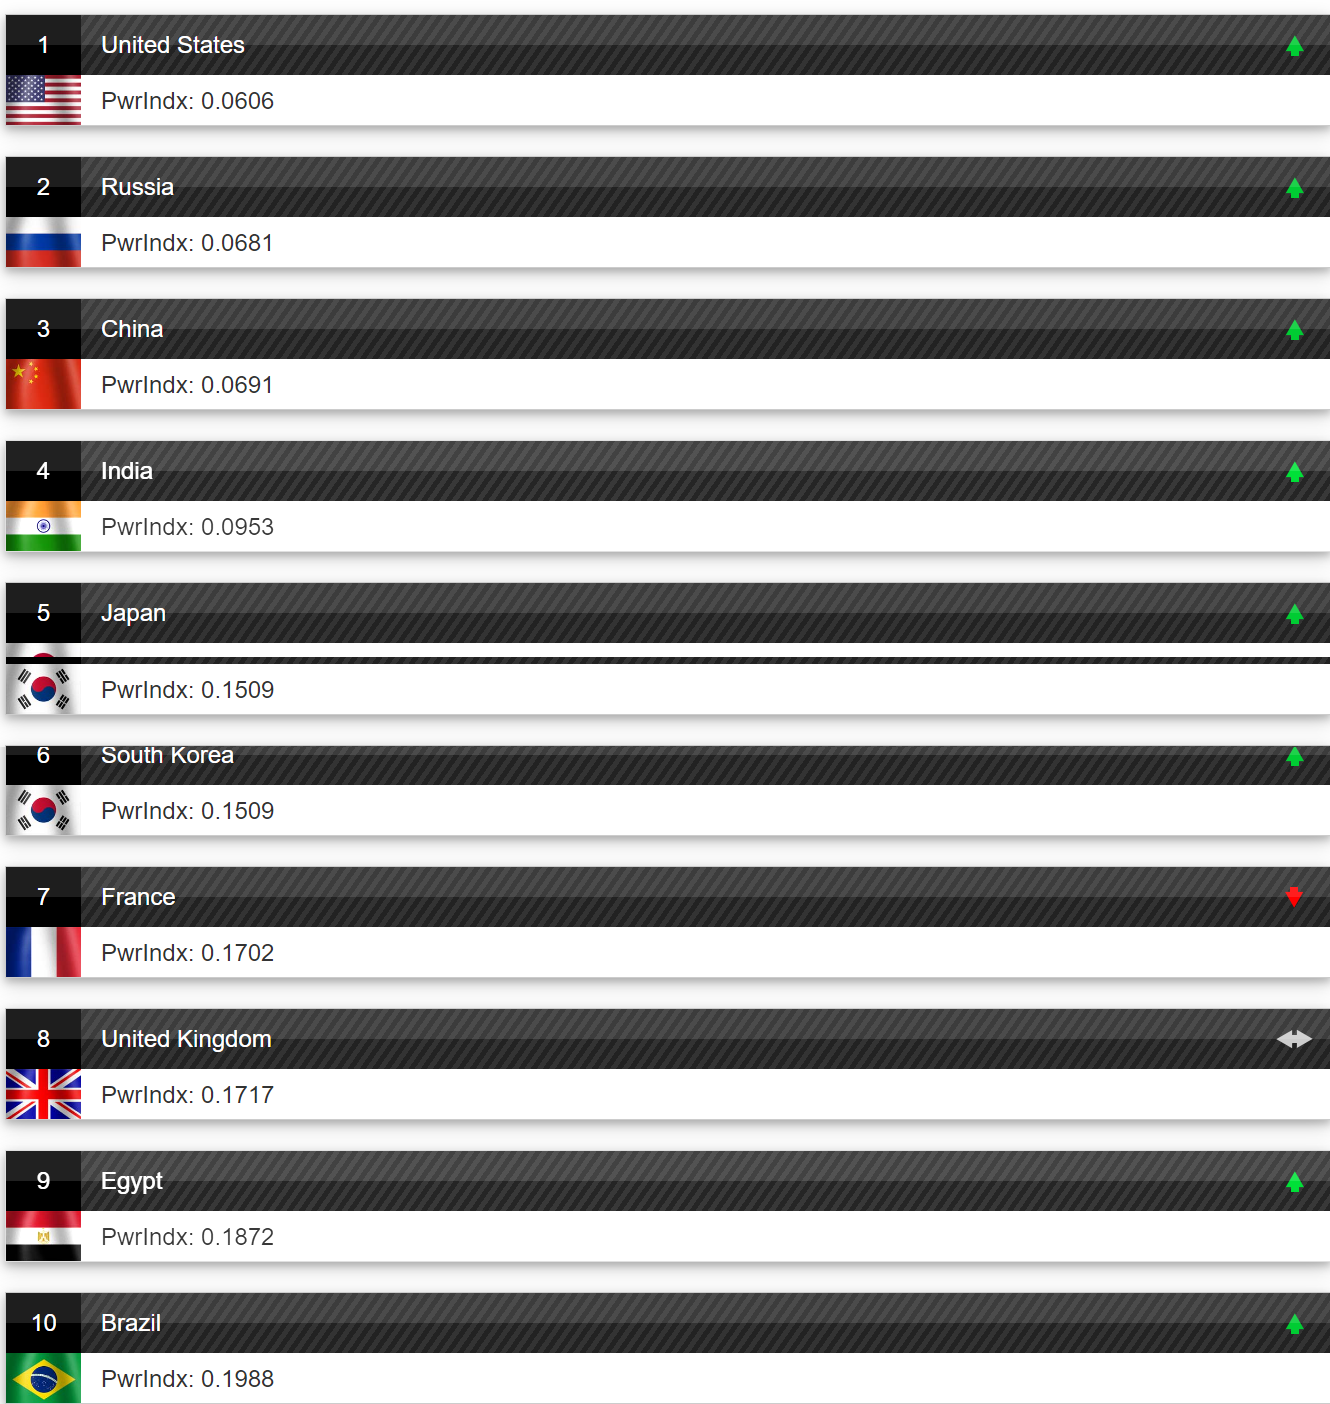 1
United States
PwrIndx: 0.0606
2
Russia
PwrIndx: 0.0681
3
China
PwrIndx: 0.0691
4
India
PwrIndx: 0.0953
5
Japan
PwrIndx: 0.1509
6
South Korea
PwrIndx: 0.1509
7
France
PwrIndx: 0.1702
8
United Kingdom
PwrIndx: 0.1717
9
Egypt
PwrIndx: 0.1872
10
Brazil
PwrIndx: 0.1988